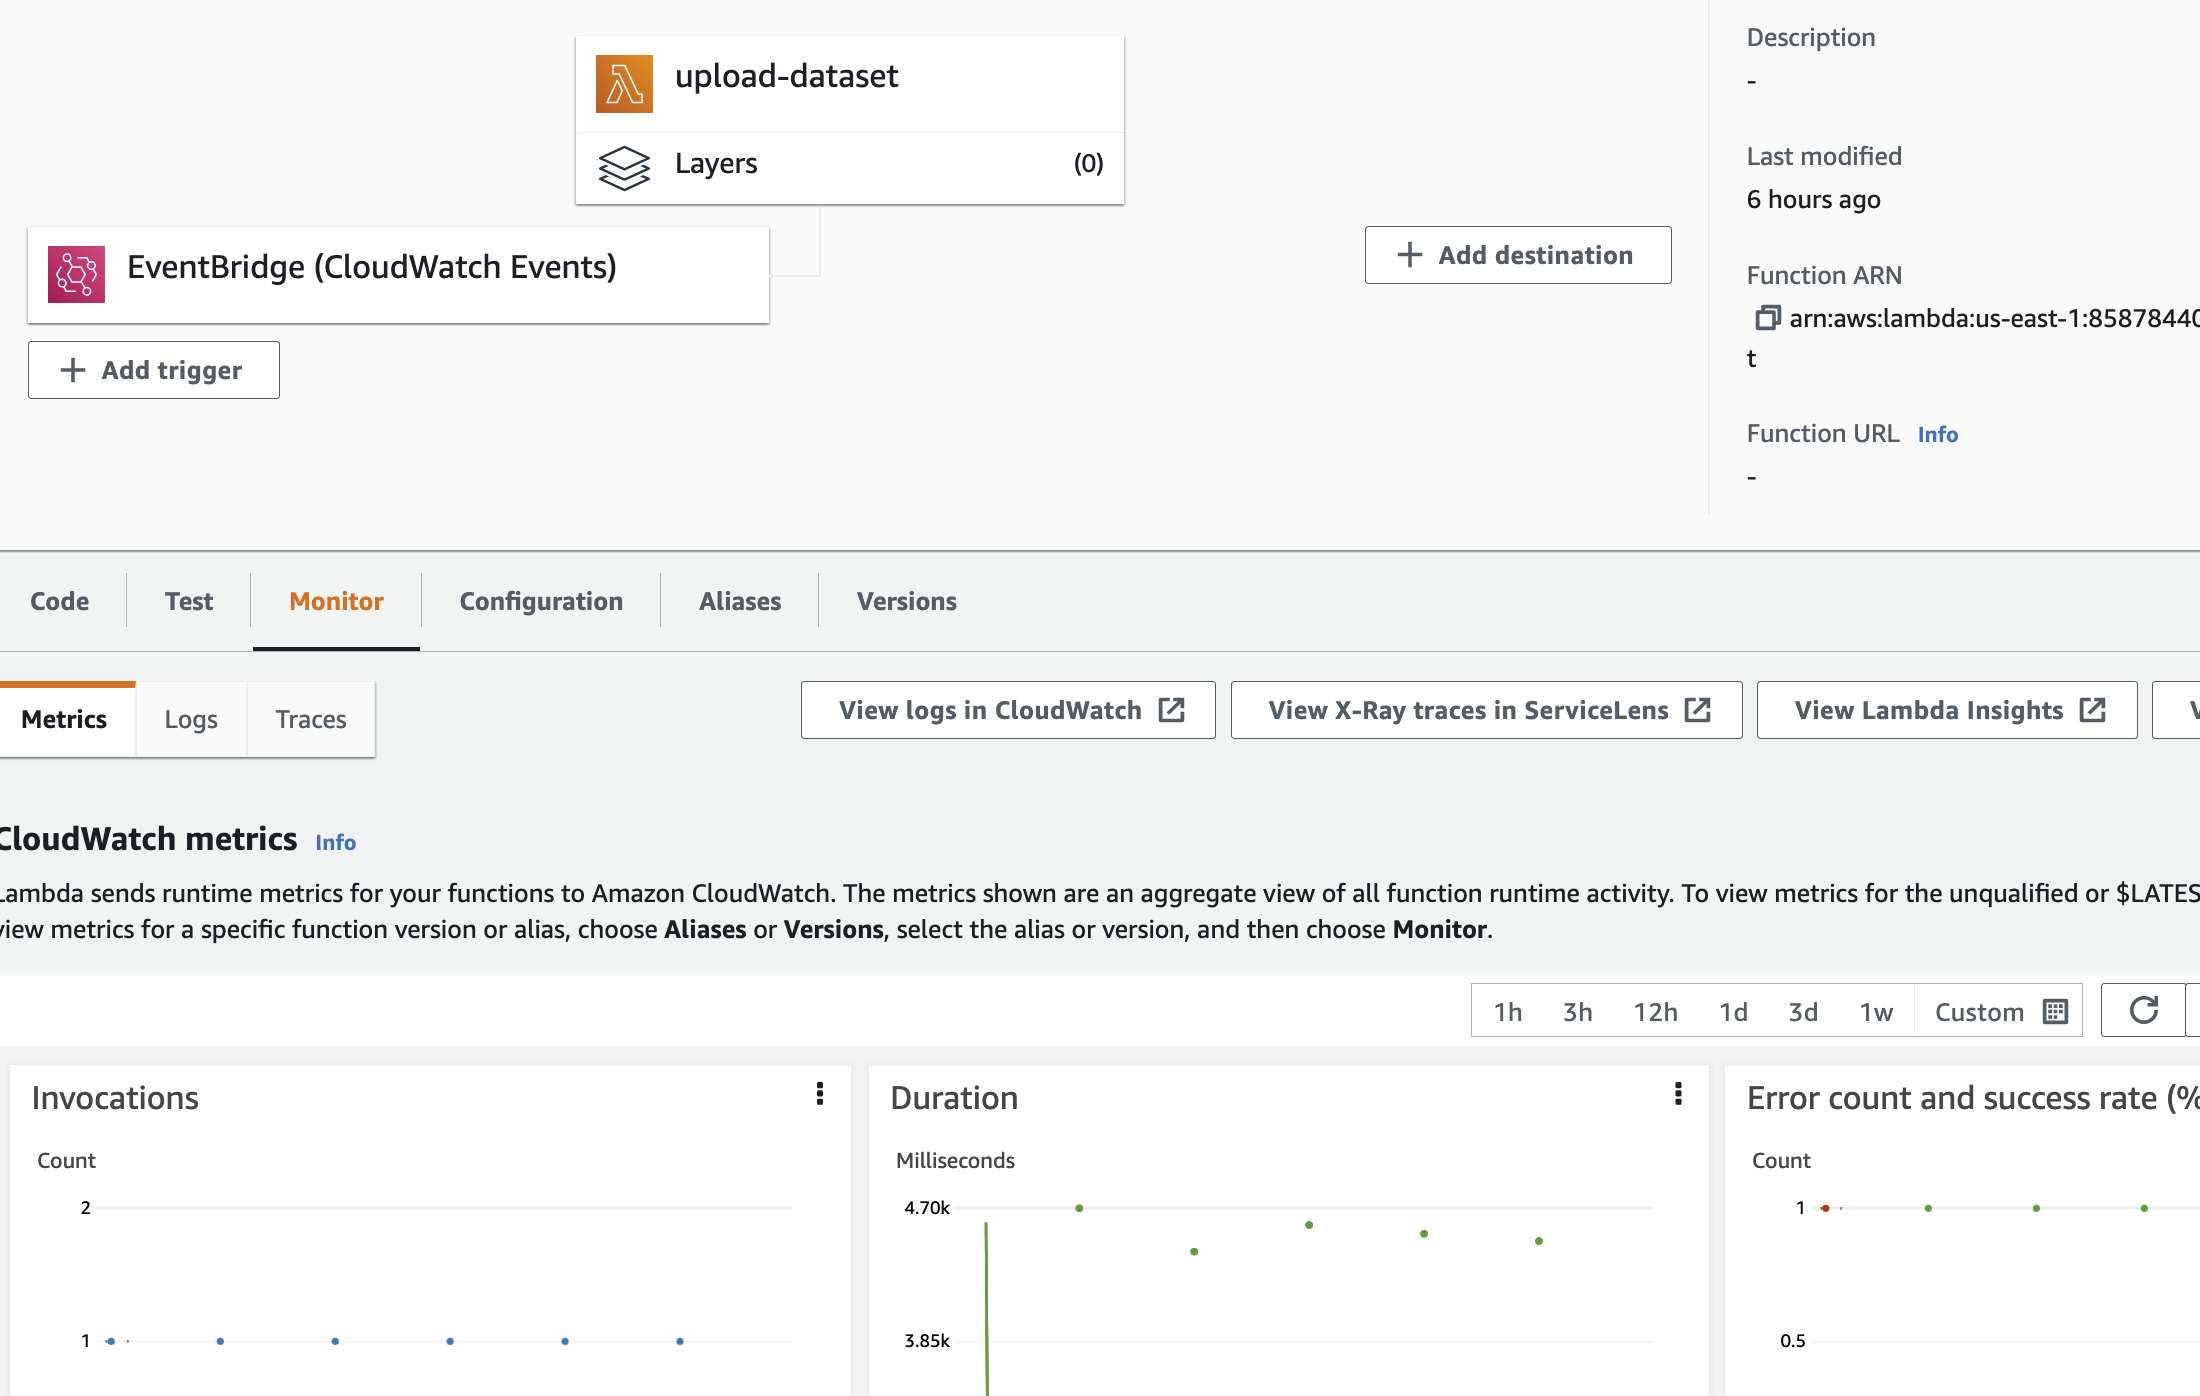 upload-dataset
Layers
(0)
EventBridge (CloudWatch Events)
Add trigger
Add destination
Description
-
Last modified
6 hours ago
Function ARN
arn:aws:lambda:us-east-1:85878440
t
Function URL Info
-
Code
Test
Monitor
Configuration
Aliases
Versions
Metrics
Logs
Traces
View logs in CloudWatch
View X-Ray traces in ServiceLens
View Lambda Insights
CloudWatch metrics Info
Lambda sends runtime metrics for your functions to Amazon CloudWatch. The metrics shown are an aggregate view of all function runtime activity. To view metrics for the unqualified or $LATES
view metrics for a specific function version or alias, choose Aliases or Versions, select the alias or version, and then choose Monitor.
1h 3h 12h 1d 3d 1w Custom
Invocations
Count
2
1
Duration
Milliseconds
4.70k
3.85k
Error count and success rate (%
Count
1
0.5